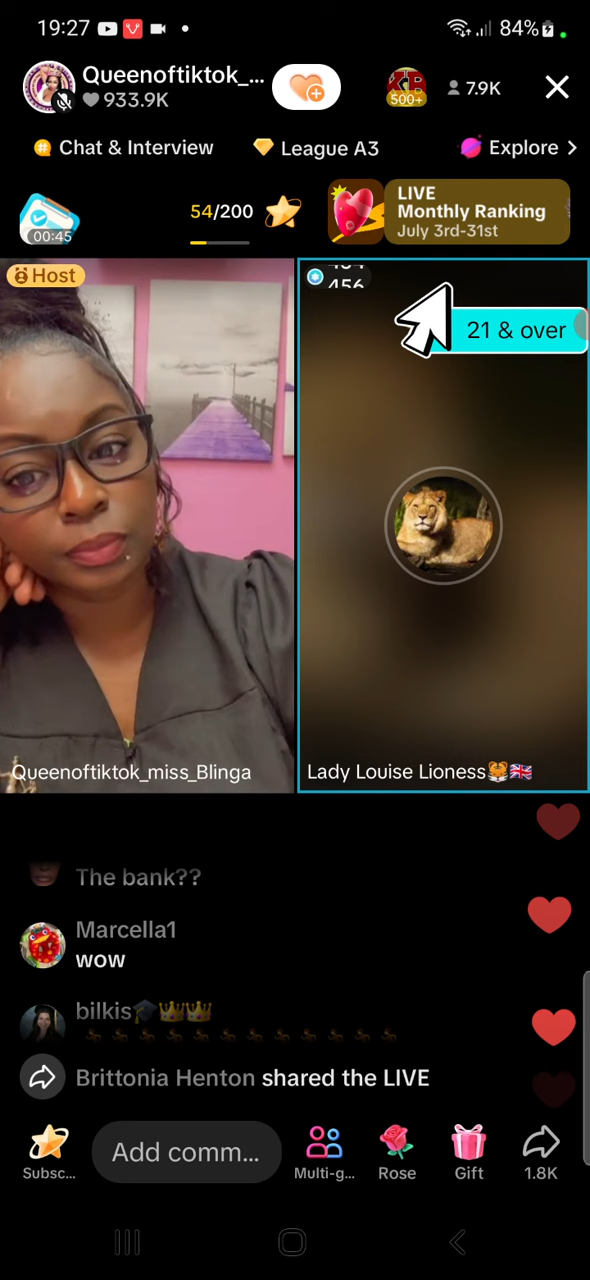 19:27
84%
Queenoftiktok_...
933.9K
500+
7.9K
Chat & Interview
League A3
Explore
00:45
54/200
LIVE
Monthly Ranking
July 3rd-31st
Host
456
21 & over
Queenoftiktok_miss_Blinga
Lady Louise Lioness🐯🇬🇧
The bank??
Marcella1
wow
bilkis🎓👑👑
Brittonia Henton shared the LIVE
Subsc...
Add comm...
Multi-g...
Rose
Gift
1.8K